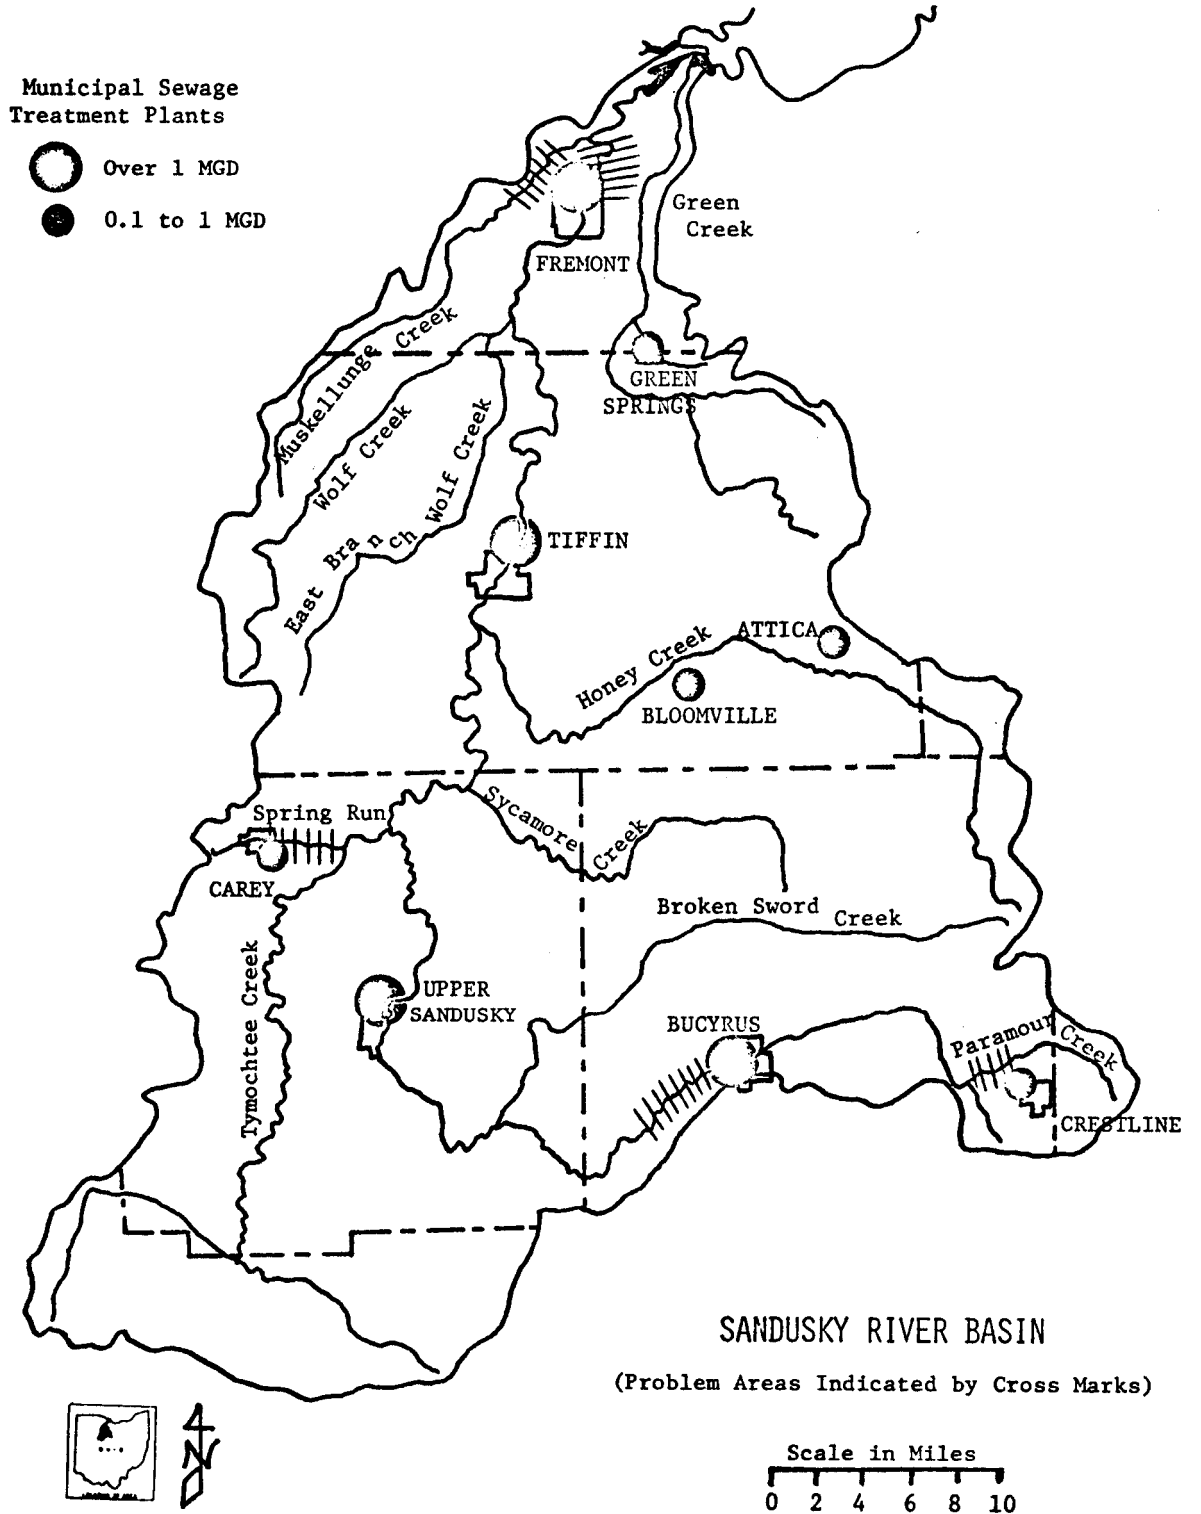 Municipal Sewage
Treatment Plants
Over 1 MGD
0.1 to 1 MGD
Green
Creek
FREMONT
Muskellunge Creek
GREEN
SPRINGS
Wolf Creek
East Branch Wolf Creek
TIFFIN
ATTICA
Honey Creek
BLOOMVILLE
Spring Run
Sycamore
Creek
CAREY
Broken Sword Creek
Tymochtee Creek
UPPER
SANDUSKY
BUCYRUS
Paramour Creek
CRESTLINE
SANDUSKY RIVER BASIN
(Problem Areas Indicated by Cross Marks)
N
Scale in Miles
0 2 4 6 8 10